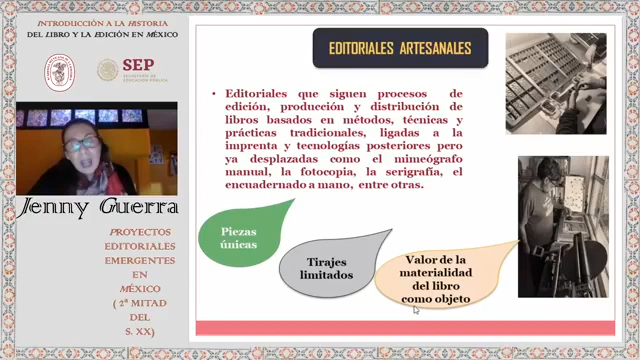 INTRODUCCIÓN A LA HISTORIA
DEL LIBRO Y LA EDICIÓN EN MÉXICO
SEP
SECRETARÍA DE
EDUCACIÓN PÚBLICA
Jenny Guerra
PROYECTOS
EDITORIALES
EMERGENTES
EN
MÉXICO
( 2ª MITAD
DEL
S. XX)
EDITORIALES ARTESANALES
• Editoriales que siguen procesos de
edición, producción y distribución de
libros basados en métodos, técnicas y
prácticas tradicionales, ligadas a la
imprenta y tecnologías posteriores pero
ya desplazadas como el mimeógrafo
manual, la fotocopia, la serigrafía, el
encuadernado a mano, entre otras.
Piezas
únicas
Tirajes
limitados
Valor de la
materialidad
del libro
como objeto